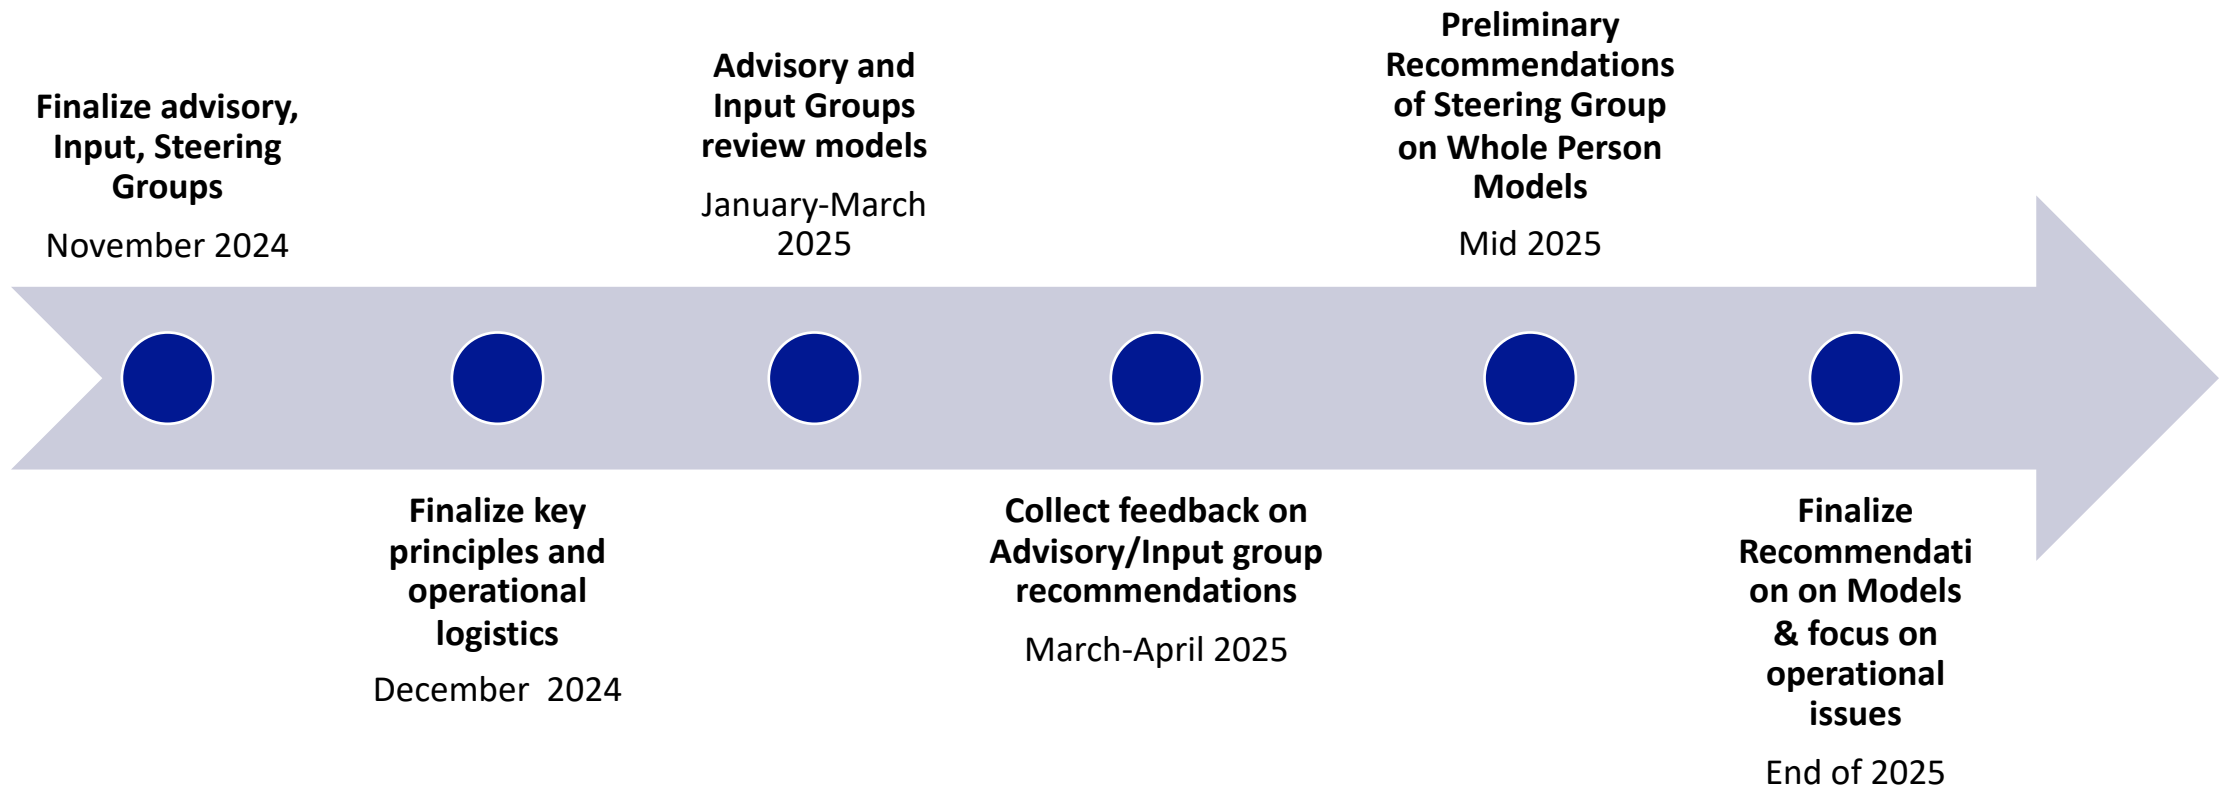 Finalize advisory,
Input, Steering
Groups
November 2024
Finalize key
principles and
operational
logistics
December  2024
Advisory and
Input Groups
review models
January-March
2025
Collect feedback on
Advisory/Input group
recommendations
March-April 2025
Preliminary
Recommendations
of Steering Group
on Whole Person
Models
Mid 2025
Finalize
Recommendati
on on Models
& focus on
operational
issues
End of 2025